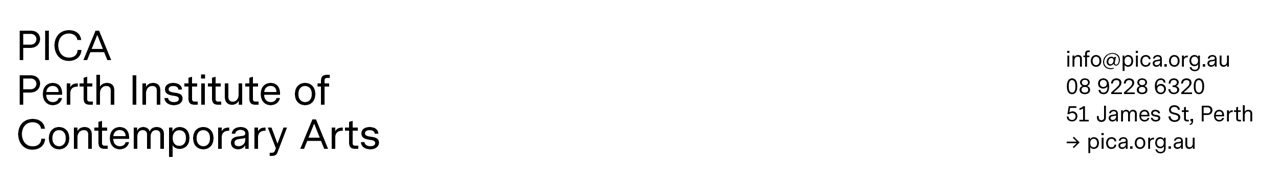 PICA
Perth Institute of
Contemporary Arts
info@pica.org.au
08 9228 6320
51 James St, Perth
→ pica.org.au